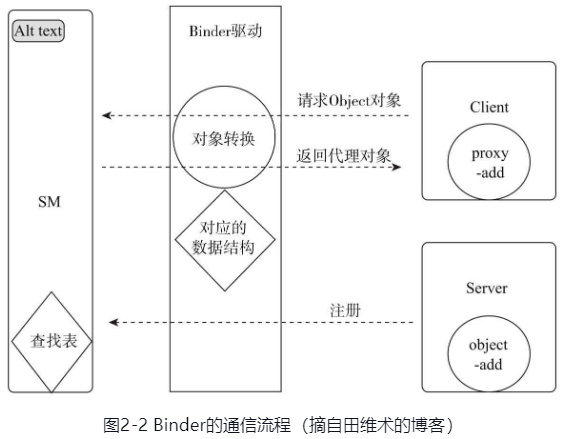 Alt text
Binder驱动
请求Object对象
Client
对象转换
返回代理对象
proxy
-add
SM
对应的
数据结构
Server
注册
查找表
object
-add
图2-2 Binder的通信流程（摘自田维术的博客）